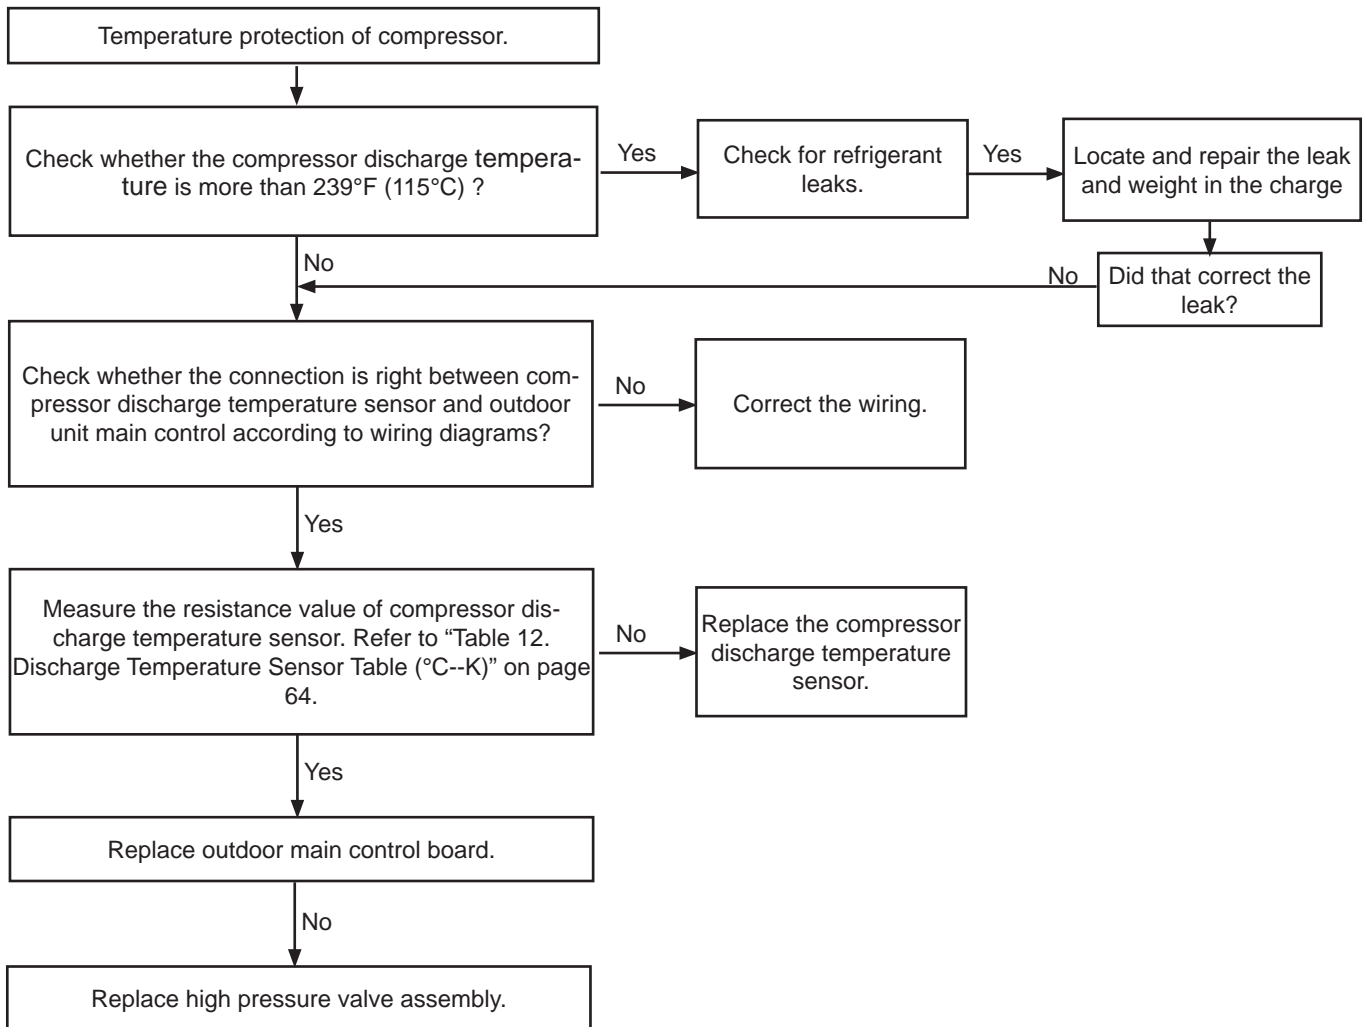 Temperature protection of compressor.
Check whether the compressor discharge tempera-
ture is more than 239°F (115°C) ?
Yes
Check for refrigerant
leaks.
Yes
Locate and repair the leak
and weight in the charge
No
No
Did that correct the
leak?
Check whether the connection is right between com-
pressor discharge temperature sensor and outdoor
unit main control according to wiring diagrams?
No
Correct the wiring.
Yes
Measure the resistance value of compressor dis-
charge temperature sensor. Refer to “Table 12.
Discharge Temperature Sensor Table (°C--K)” on page
64.
No
Replace the compressor
discharge temperature
sensor.
Yes
Replace outdoor main control board.
No
Replace high pressure valve assembly.